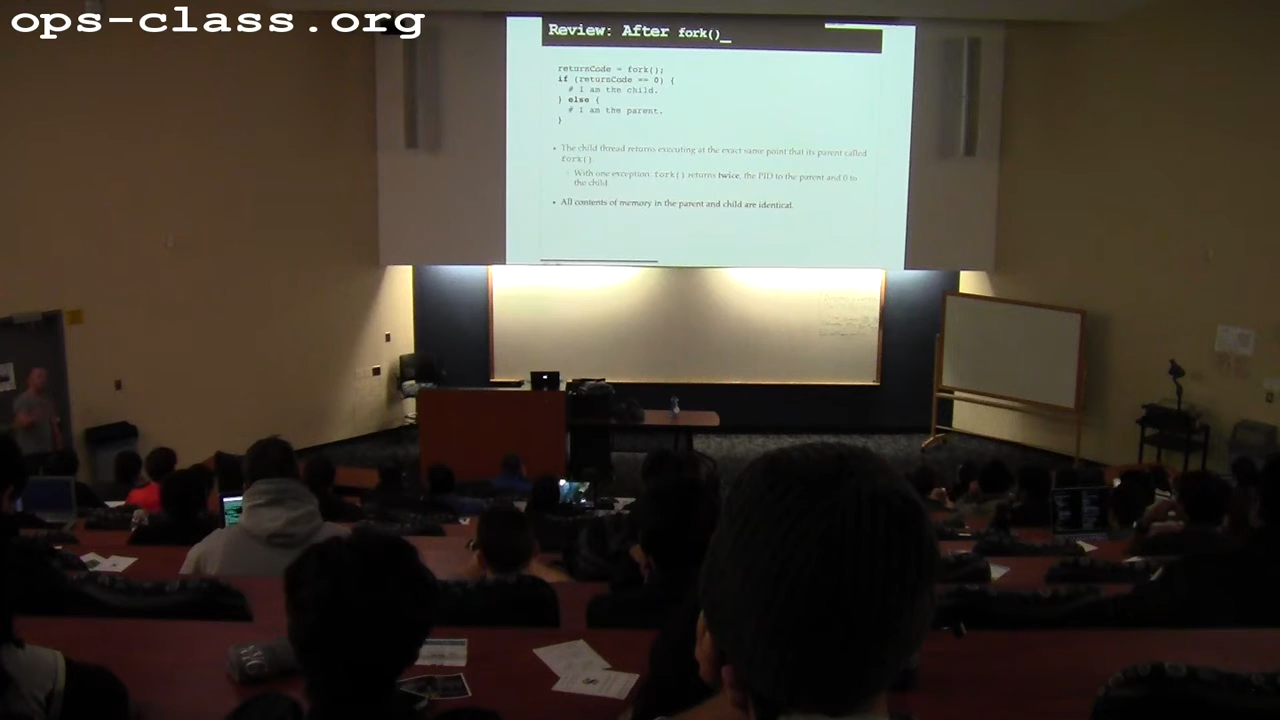 ops-class.org
Review: After fork()_
returnCode = fork();
if (returnCode == 0) {
# I am the child.
} else {
# I am the parent.
}
• The child thread returns executing at the exact same point that its parent called
fork().
With one exception: fork() returns twice, the PID to the parent and 0 to
the child.
• All contents of memory in the parent and child are identical.